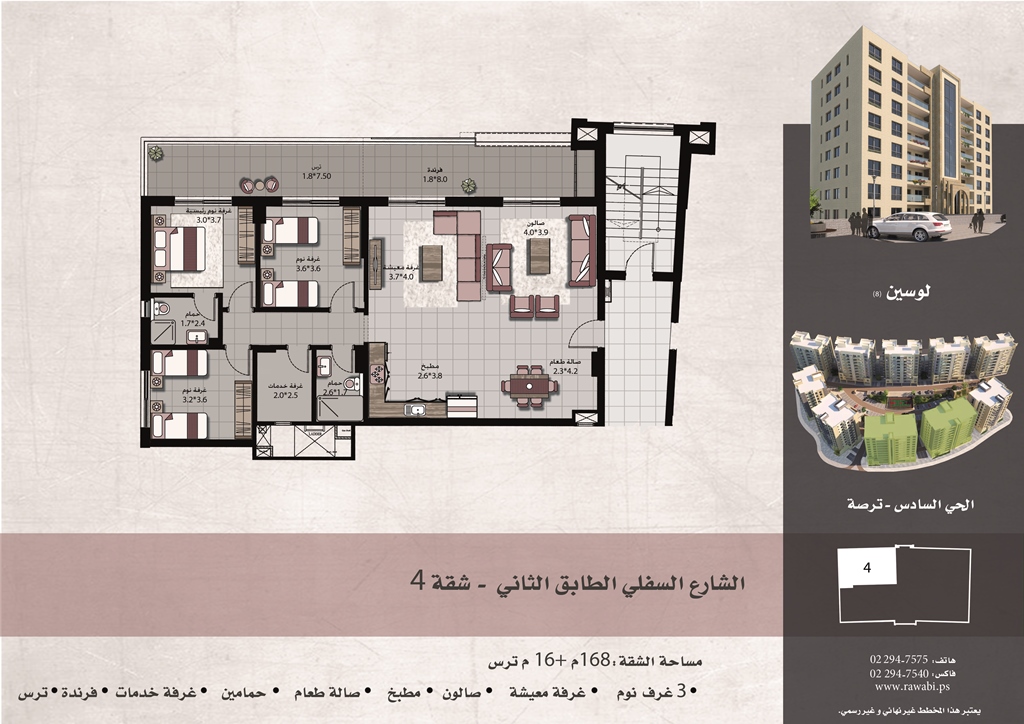 ترس
1.8*7.50
فرندة
1.8*8.0
غرفة نوم رئيسية
3.0*3.7
غرفة نوم
3.6*3.6
صالون
4.0*3.9
غرفة معيشة
3.7*4.0
حمام
1.7*2.4
غرفة نوم
3.2*3.6
غرفة خدمات
2.0*2.5
حمام
2.6*1.7
مطبخ
2.6*3.8
صالة طعام
2.3*4.2
لوسين (8)
الحي السادس - ترصة
4
الشارع السفلي الطابق الثاني - شقة 4
مساحة الشقة : 168م +16 م ترس
• 3 غرف نوم • غرفة معيشة • صالون • مطبخ • صالة طعام • حمامين • غرفة خدمات • فرندة • ترس
هاتف: 02 294-7575
فاكس: 02 294-7540
www.rawabi.ps
يعتبر هذا المخطط غير نهائي و غير رسمي.